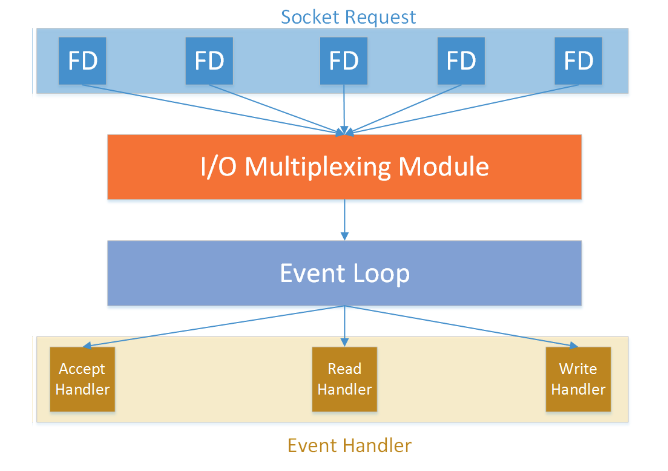 Socket Request
FD FD FD FD FD
I/O Multiplexing Module
Event Loop
Accept Handler
Read Handler
Write Handler
Event Handler